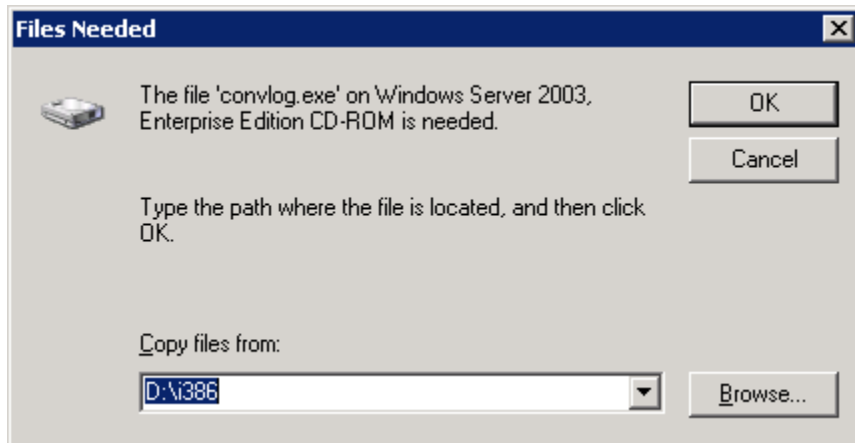 Files Needed
The file 'convlog.exe' on Windows Server 2003,
Enterprise Edition CD-ROM is needed.
OK
Cancel
Type the path where the file is located, and then click
OK.
Copy files from:
D:\i386
Browse...